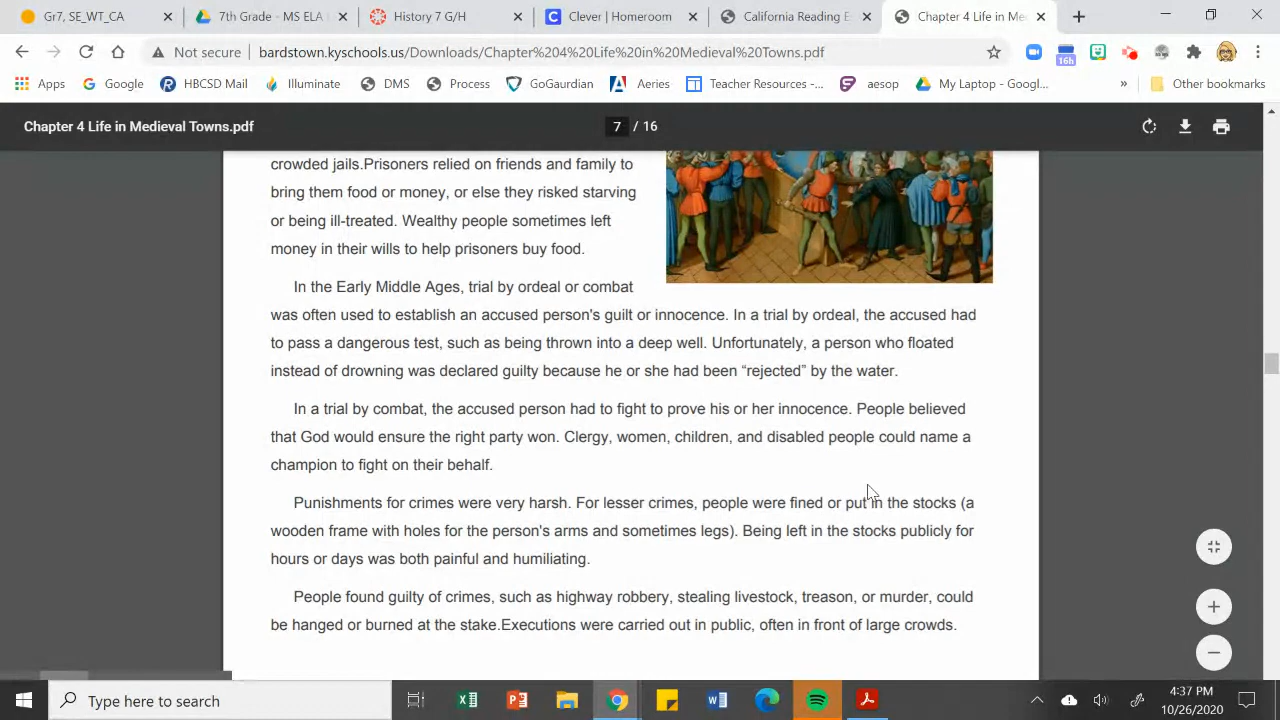 Gr7, SE_WT_CA
7th Grade - MS ELA
History 7 G/H
Clever | Homeroom
California Reading E
Chapter 4 Life in Me
Not secure
bardstown.kyschools.us/Downloads/Chapter%204%20Life%20in%20Medieval%20Towns.pdf
16h
Apps
Google
HBCSD Mail
Illuminate
DMS
Process
GoGaurdian
Aeries
Teacher Resources -...
aesop
My Laptop - Googl...
»
Other bookmarks
Chapter 4 Life in Medieval Towns.pdf
7 / 16
crowded jails.Prisoners relied on friends and family to
bring them food or money, or else they risked starving
or being ill-treated. Wealthy people sometimes left
money in their wills to help prisoners buy food.
In the Early Middle Ages, trial by ordeal or combat
was often used to establish an accused person's guilt or innocence. In a trial by ordeal, the accused had
to pass a dangerous test, such as being thrown into a deep well. Unfortunately, a person who floated
instead of drowning was declared guilty because he or she had been “rejected” by the water.
In a trial by combat, the accused person had to fight to prove his or her innocence. People believed
that God would ensure the right party won. Clergy, women, children, and disabled people could name a
champion to fight on their behalf.
Punishments for crimes were very harsh. For lesser crimes, people were fined or put in the stocks (a
wooden frame with holes for the person's arms and sometimes legs). Being left in the stocks publicly for
hours or days was both painful and humiliating.
People found guilty of crimes, such as highway robbery, stealing livestock, treason, or murder, could
be hanged or burned at the stake.Executions were carried out in public, often in front of large crowds.
Type here to search
4:37 PM
10/26/2020